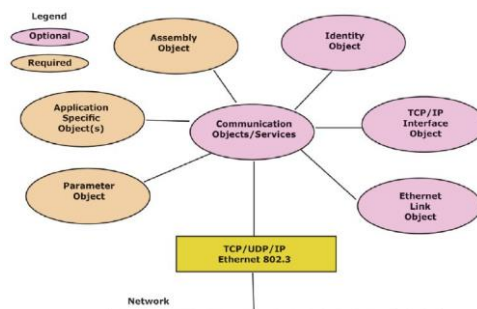 Legend
Optional
Required
Assembly
Object
Identity
Object
Application
Specific
Object(s)
Communication
Objects/Services
TCP/IP
Interface
Object
Parameter
Object
Ethernet
Link
Object
TCP/UDP/IP
Ethernet 802.3
Network